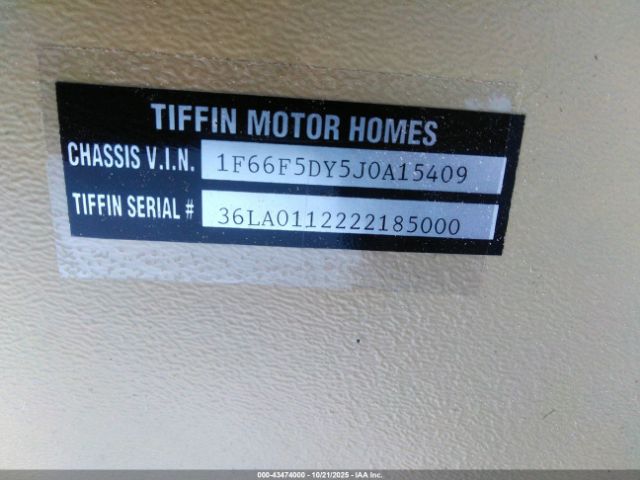 TIFFIN MOTOR HOMES
CHASSIS V.I.N. 1F66F5DY5J0A15409
TIFFIN SERIAL # 36LA0112222185000
000-43474000 - 10/21/2025 - IAA Inc.